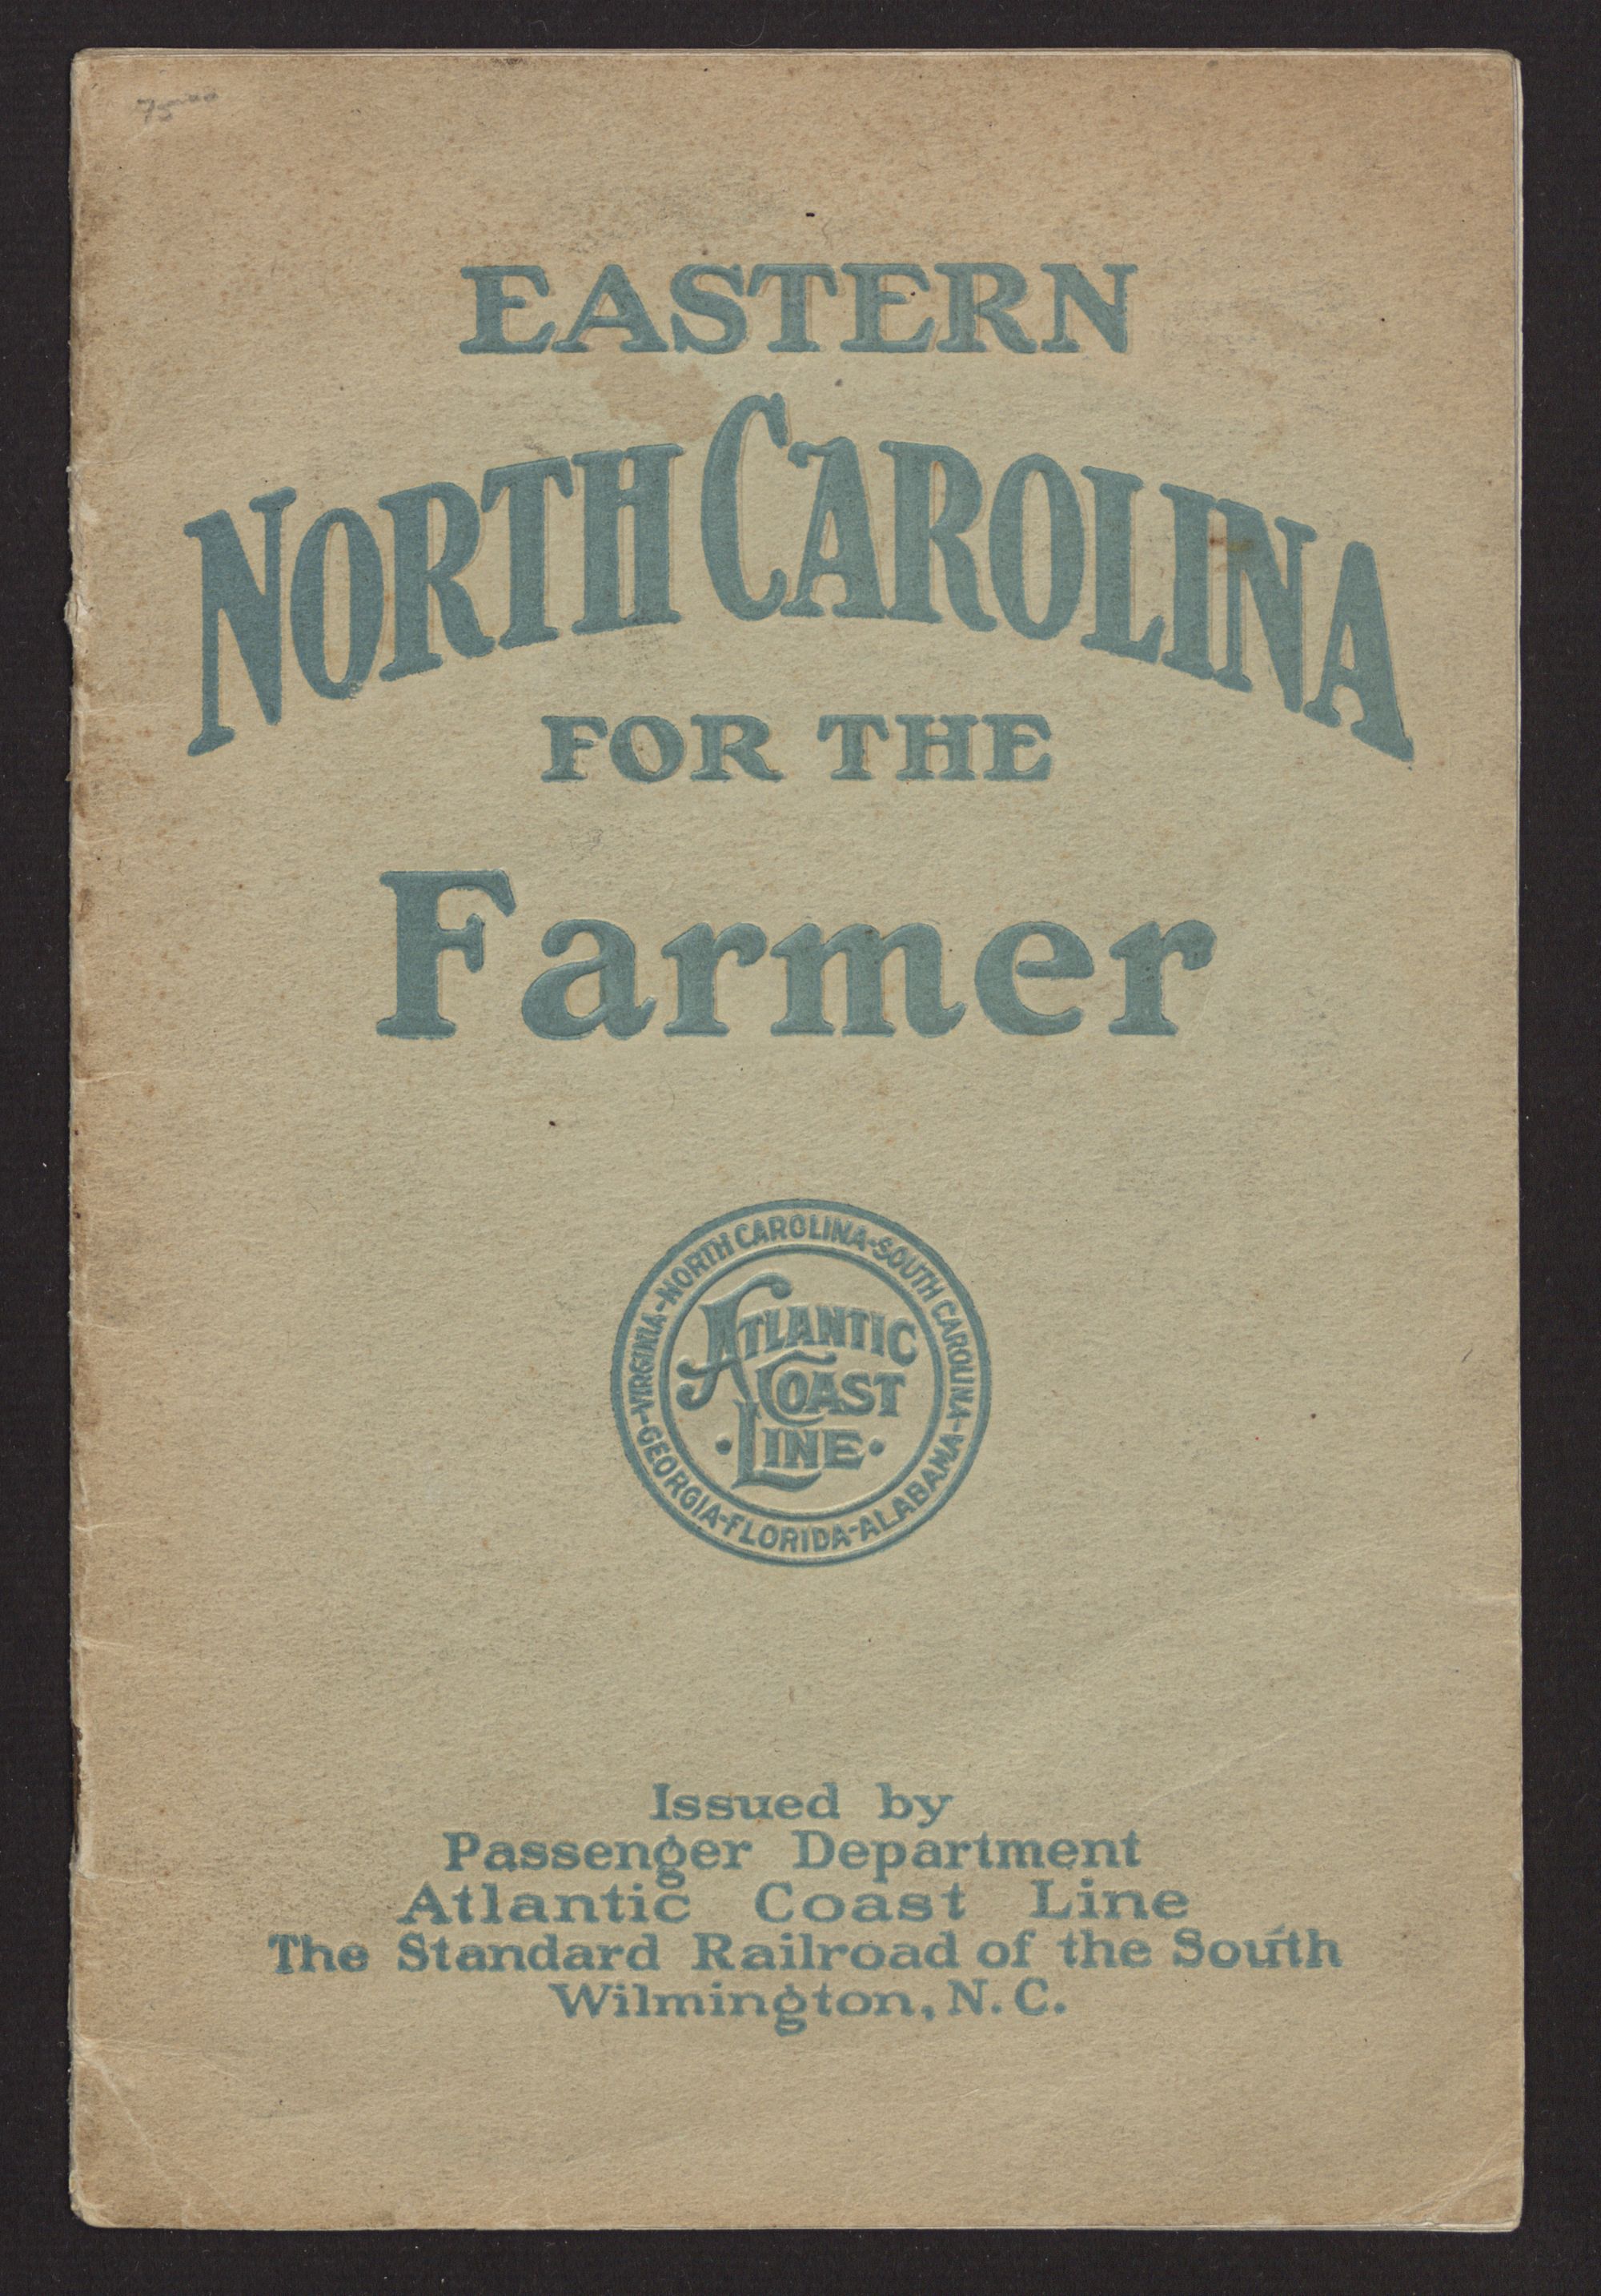 75.00
EASTERN
NORTH CAROLINA
FOR THE
Farmer
VIRGINIA-NORTH CAROLINA-SOUTH CAROLINA-
GEORGIA-FLORIDA-ALABAMA-
ATLANTIC
COAST
·LINE·
Issued by
Passenger Department
Atlantic Coast Line
The Standard Railroad of the South
Wilmington, N. C.